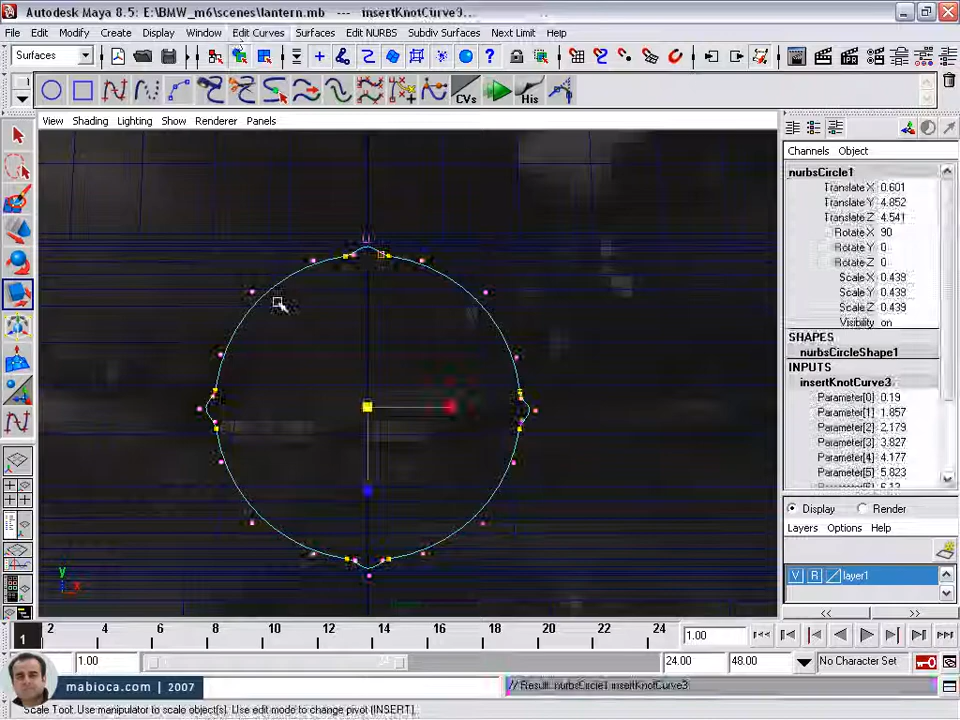 Autodesk Maya 8.5: E:\BMW_m6\scenes\lantern.mb --- insertKnotCurve3...
File Edit Modify Create Display Window Edit Curves Surfaces Edit NURBS Subdiv Surfaces Next Limit Help
Surfaces
CVs His
View Shading Lighting Show Renderer Panels
Channels Object
nurbsCircle1
Translate X 0.601
Translate Y 4.852
Translate Z 4.541
Rotate X 90
Rotate Y 0
Rotate Z 0
Scale X 0.439
Scale Y 0.439
Scale Z 0.439
Visibility on
SHAPES
nurbsCircleShape1
INPUTS
insertKnotCurve3
Parameter[0] 0.19
Parameter[1] 1.857
Parameter[2] 2.179
Parameter[3] 3.827
Parameter[4] 4.177
Parameter[5] 5.823
Display Render
Layers Options Help
V R layer1
y
x
1 2 4 6 8 10 12 14 16 18 20 22 24 1.00
1.00 24 24.00 48.00 No Character Set
mabioca.com | 2007 // Result: nurbsCircle1 insertKnotCurve3
Scale Tool: Use manipulator to scale object(s). Use edit mode to change pivot (INSERT).